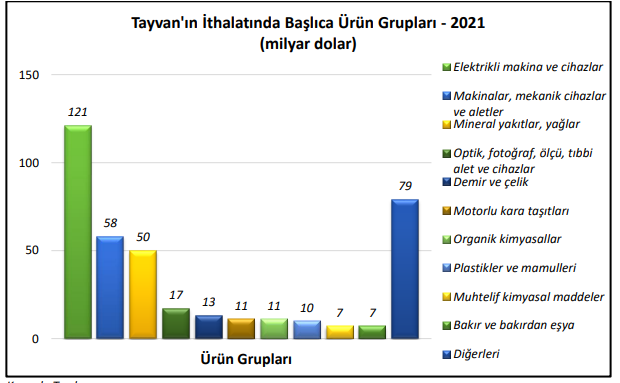 Tayvan'ın İthalatında Başlıca Ürün Grupları - 2021
(milyar dolar)
150
100
50
0
121
58
50
17
13
11
11
10
7
7
79
Ürün Grupları
Elektrikli makina ve cihazlar
Makinalar, mekanik cihazlar
ve aletler
Mineral yakıtlar, yağlar
Optik, fotoğraf, ölçü, tıbbi
alet ve cihazlar
Demir ve çelik
Motorlu kara taşıtları
Organik kimyasallar
Plastikler ve mamulleri
Muhtelif kimyasal maddeler
Bakır ve bakırdan eşya
Diğerleri